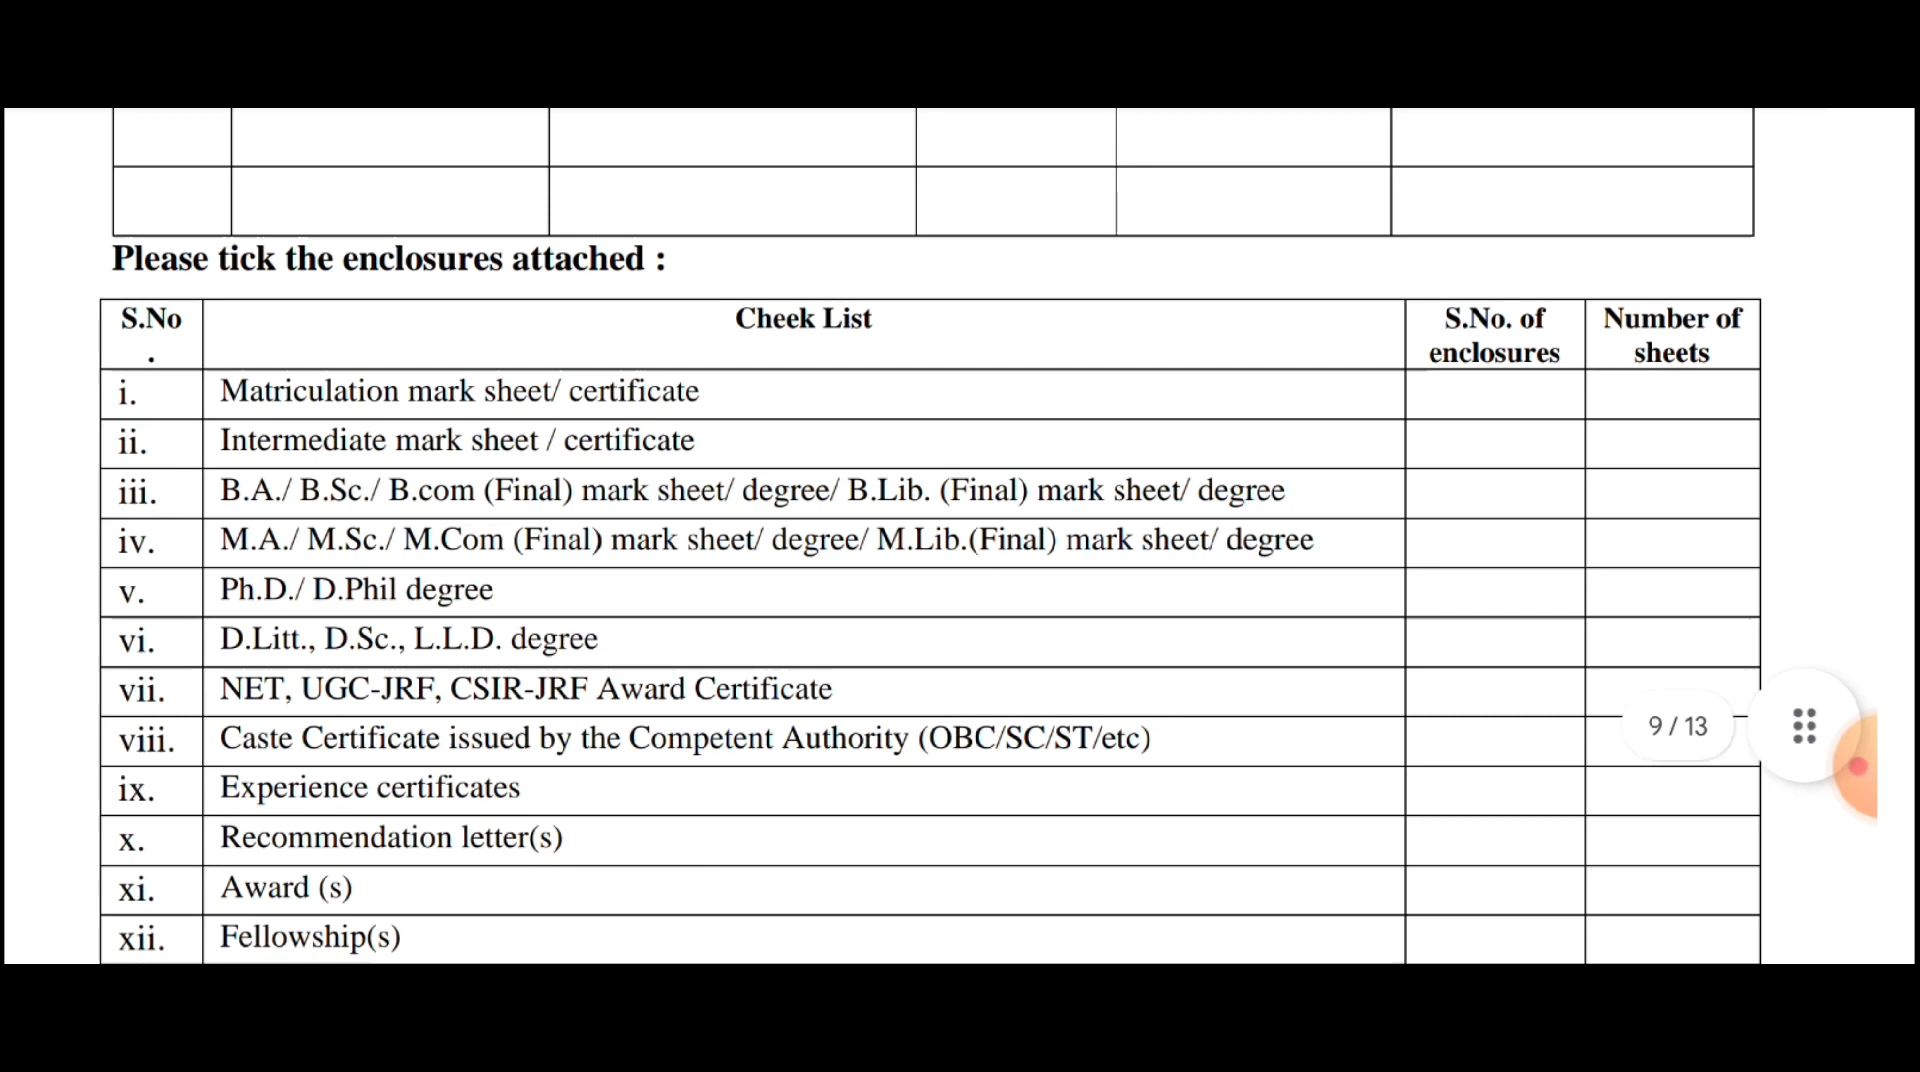 Please tick the enclosures attached :
S.No
.
Cheek List
S.No. of
enclosures
Number of
sheets
i. Matriculation mark sheet/ certificate
ii. Intermediate mark sheet / certificate
iii. B.A./ B.Sc./ B.com (Final) mark sheet/ degree/ B.Lib. (Final) mark sheet/ degree
iv. M.A./ M.Sc./ M.Com (Final) mark sheet/ degree/ M.Lib.(Final) mark sheet/ degree
v. Ph.D./ D.Phil degree
vi. D.Litt., D.Sc., L.L.D. degree
vii. NET, UGC-JRF, CSIR-JRF Award Certificate
viii. Caste Certificate issued by the Competent Authority (OBC/SC/ST/etc)
9 / 13
ix. Experience certificates
x. Recommendation letter(s)
xi. Award (s)
xii. Fellowship(s)